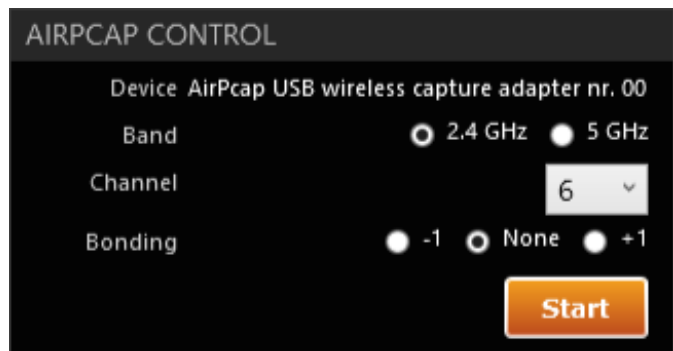 AIRPCAP CONTROL
Device AirPcap USB wireless capture adapter nr. 00
Band 2.4 GHz 5 GHz
Channel 6
Bonding -1 None +1
Start